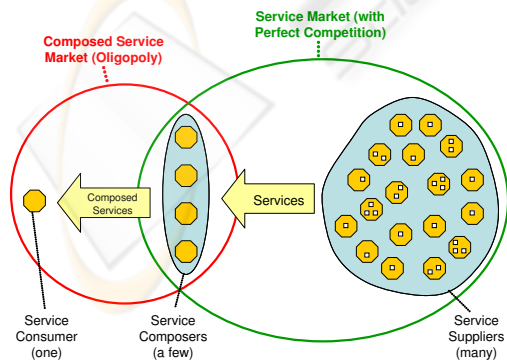 Service Market (with
Perfect Competition)
Composed Service
Market (Oligopoly)
Composed
Services
Services
Service
Consumer
(one)
Service
Composers
(a few)
Service
Suppliers
(many)